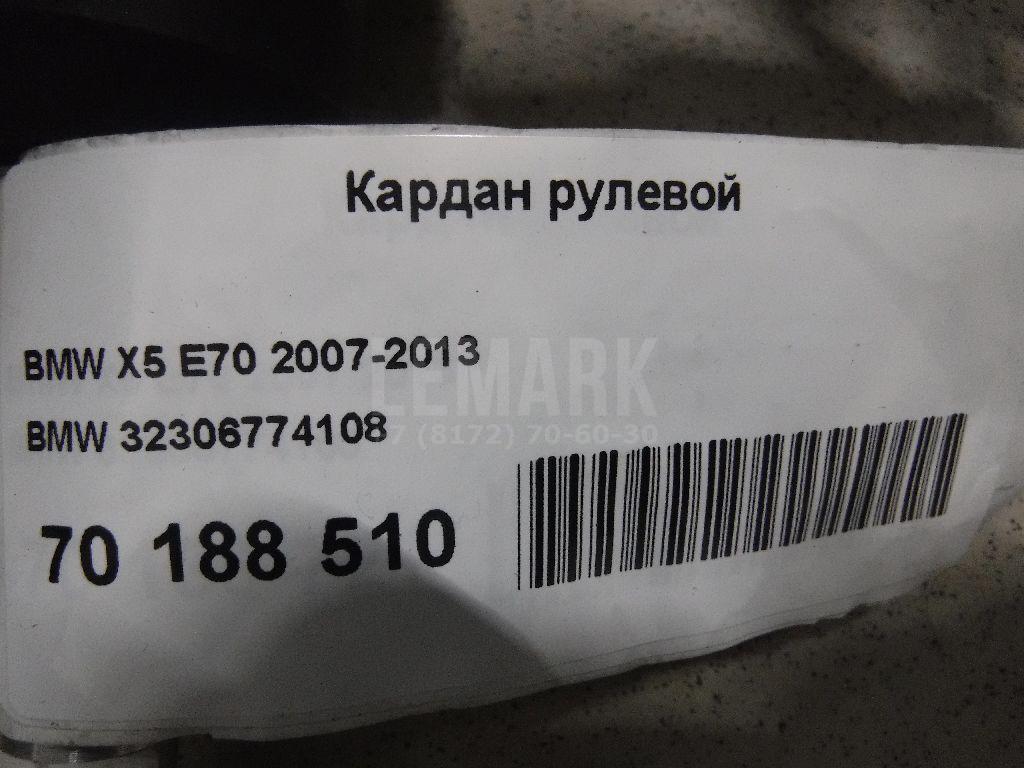 Кардан рулевой
BMW X5 E70 2007-2013
LEMARK
BMW 32306774108
+7 (8172) 70-60-30
70 188 510